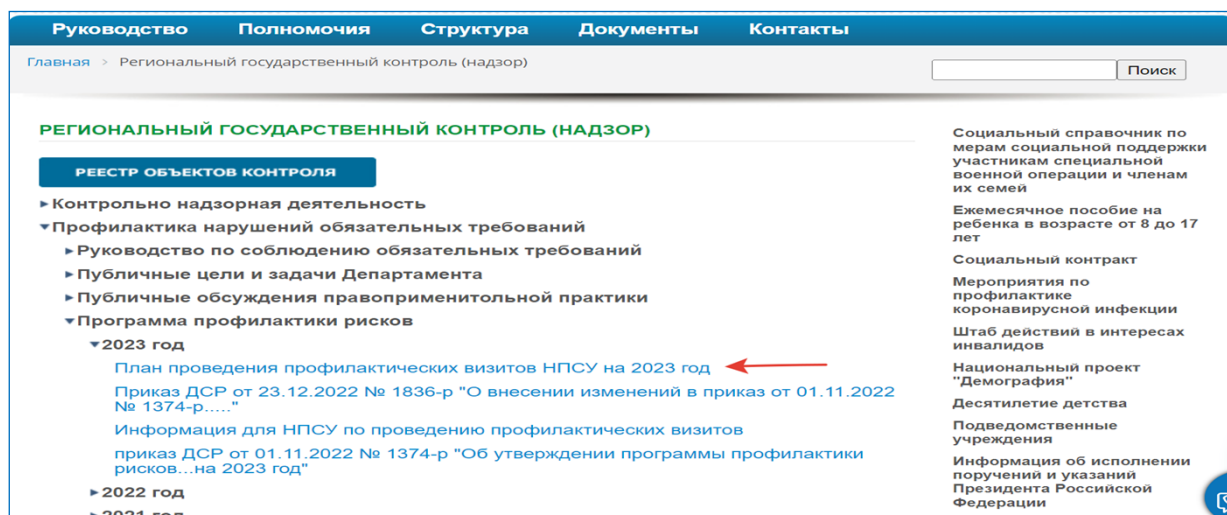 Руководство Полномочия Структура Документы Контакты
Главная > Региональный государственный контроль (надзор)
Поиск
РЕГИОНАЛЬНЫЙ ГОСУДАРСТВЕННЫЙ КОНТРОЛЬ (НАДЗОР)
РЕЕСТР ОБЪЕКТОВ КОНТРОЛЯ
Контрольно надзорная деятельность
Профилактика нарушений обязательных требований
Руководство по соблюдению обязательных требований
Публичные цели и задачи Департамента
Публичные обсуждения правоприменитольной практики
Программа профилактики рисков
2023 год
План проведения профилактических визитов НПСУ на 2023 год
Приказ ДСР от 23.12.2022 № 1836-р "О внесении изменений в приказ от 01.11.2022
№ 1374-р....."
Информация для НПСУ по проведению профилактических визитов
приказ ДСР от 01.11.2022 № 1374-р "Об утверждении программы профилактики
рисков...на 2023 год"
2022 год
2021 год
Социальный справочник по
мерам социальной поддержки
участникам специальной
военной операции и членам
их семей
Ежемесячное пособие на
ребенка в возрасте от 8 до 17
лет
Социальный контракт
Мероприятия по
профилактике
коронавирусной инфекции
Штаб действий в интересах
инвалидов
Национальный проект
"Демография"
Десятилетие детства
Подведомственные
учреждения
Информация об исполнении
поручений и указаний
Президента Российской
Федерации